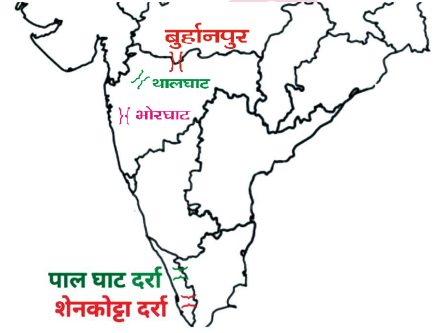 बुर्हानपुर
थालघाट
भोरघाट
पाल घाट दर्रा
शेनकोट्टा दर्रा